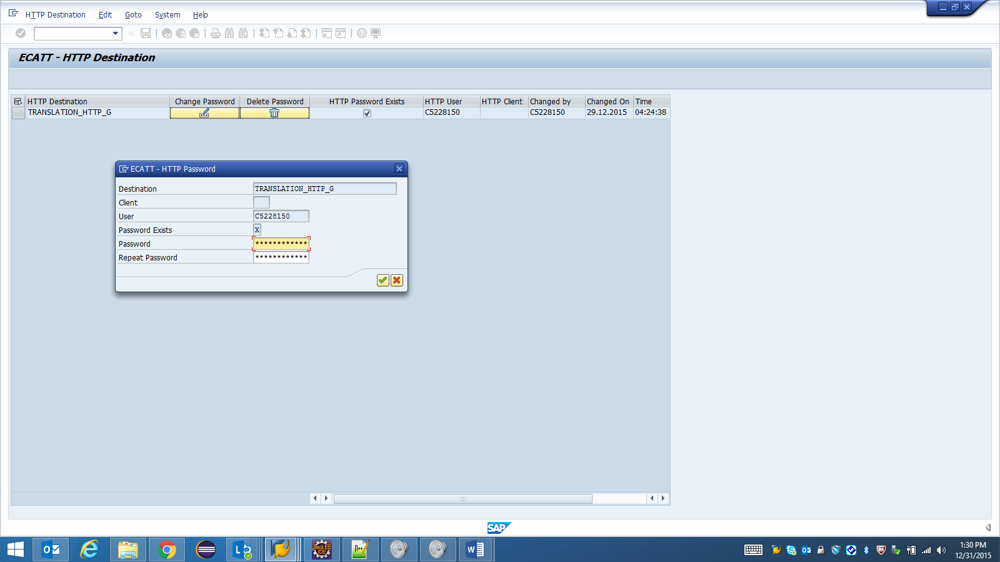 HTTP Destination Edit Goto System Help
ECATT - HTTP Destination
HTTP Destination Change Password Delete Password HTTP Password Exists HTTP User HTTP Client Changed by Changed On Time
TRANSLATION_HTTP_G C5228150 C5228150 29.12.2015 04:24:38
ECATT - HTTP Password
Destination TRANSLATION_HTTP_G
Client
User C5228150
Password Exists X
Password ************
Repeat Password ************
SAP
Java EE
IDE
1:30 PM
12/31/2015